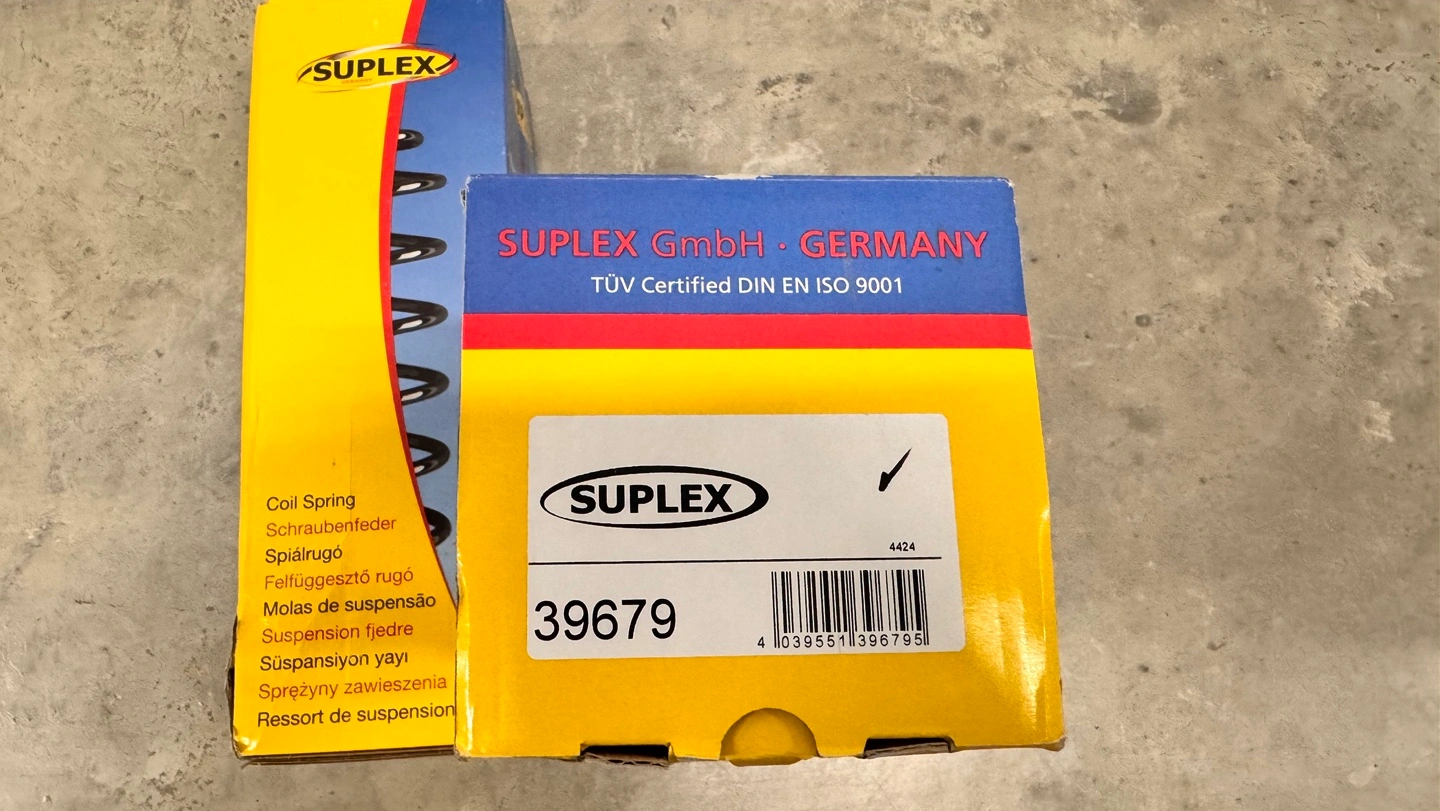 SUPLEX
Coil Spring
Schraubenfeder
Spiálrugó
Felfüggesztő rugó
Molas de suspensão
Suspension fjedre
Süspansiyon yayı
Sprężyny zawieszenia
Ressort de suspension
SUPLEX GmbH · GERMANY
TÜV Certified DIN EN ISO 9001
SUPLEX
4424
39679
4 039551 396795